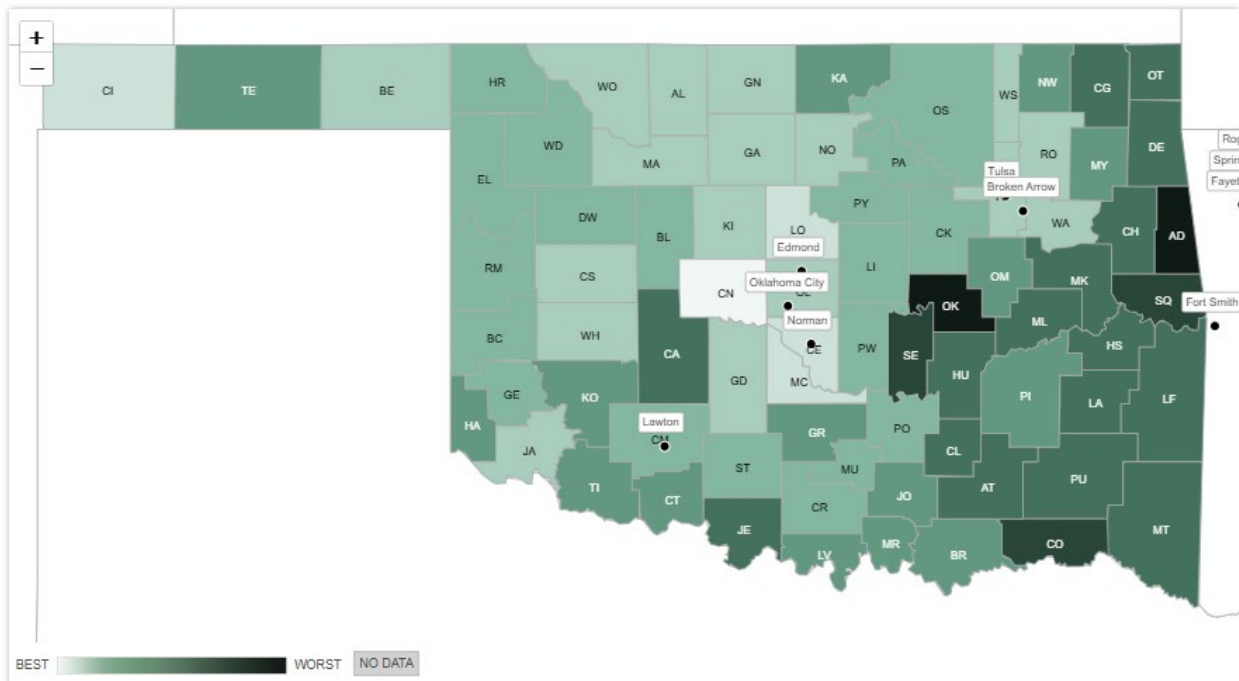 +
−
CI TE BE HR WO AL GN KA OS WS NW CG OT
WD MA GA NO PA RO MY DE
Rog
Sprin
Fayet
Tulsa
Broken Arrow
EL DW BL KI LO PY CK WA CH AD
Edmond
RM CS CN LI OM MK SQ
Oklahoma City
OK
Fort Smith
Norman
BC WH CA CE PW SE ML HS
GD MC HU PI LA LF
HA GE KO GR PO
Lawton
JA CM ST MU CL
TI CT CR JO AT PU
JE LV MR BR CO MT
BEST WORST NO DATA